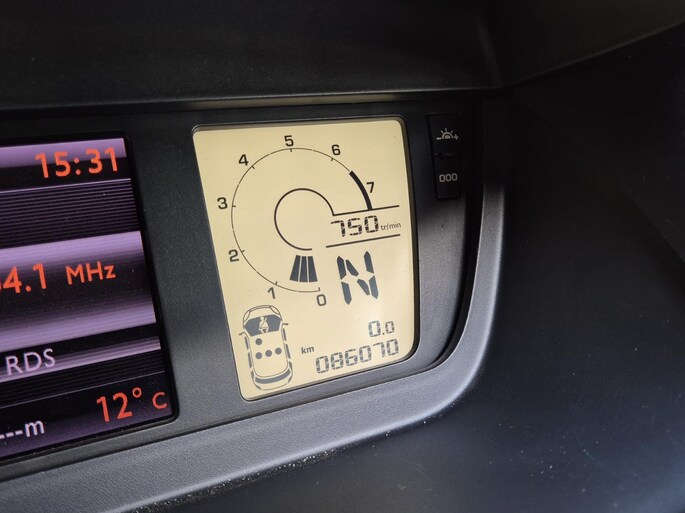 15:31
4.1 MHz
RDS
12° C
---m
0 1 2 3 4 5 6 7
750 tr/min
N
0.0
km
086070
000